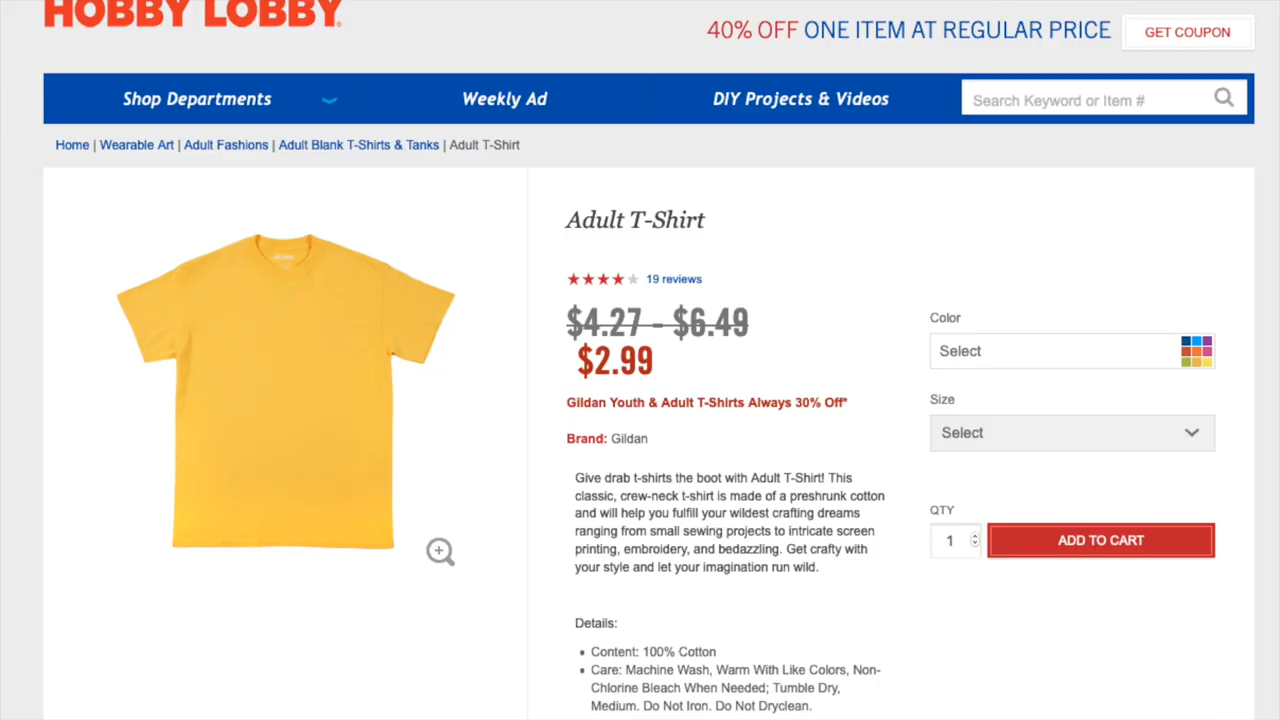 HOBBY LOBBY
40% OFF ONE ITEM AT REGULAR PRICE
GET COUPON
Shop Departments
Weekly Ad
DIY Projects & Videos
Search Keyword or Item #
Home | Wearable Art | Adult Fashions | Adult Blank T-Shirts & Tanks | Adult T-Shirt
Adult T-Shirt
19 reviews
$4.27 - $6.49
$2.99
Gildan Youth & Adult T-Shirts Always 30% Off*
Brand: Gildan
Give drab t-shirts the boot with Adult T-Shirt! This
classic, crew-neck t-shirt is made of a preshrunk cotton
and will help you fulfill your wildest crafting dreams
ranging from small sewing projects to intricate screen
printing, embroidery, and bedazzling. Get crafty with
your style and let your imagination run wild.
Details:
• Content: 100% Cotton
• Care: Machine Wash, Warm With Like Colors, Non-
Chlorine Bleach When Needed; Tumble Dry,
Medium. Do Not Iron. Do Not Dryclean.
Color
Select
Size
Select
QTY
1
ADD TO CART